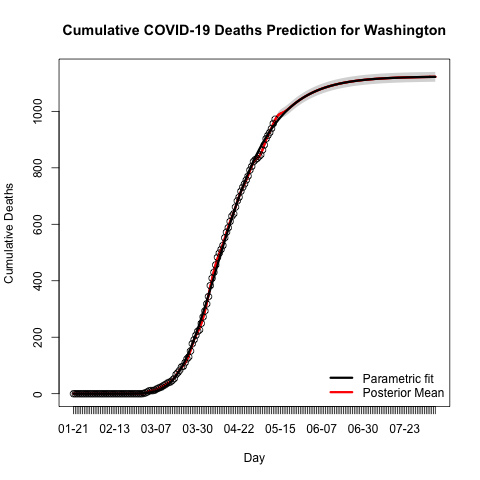 Cumulative COVID-19 Deaths Prediction for Washington
Cumulative Deaths
1000
800
600
400
200
0
Parametric fit
Posterior Mean
01-21 02-13 03-07 03-30 04-22 05-15 06-07 06-30 07-23
Day